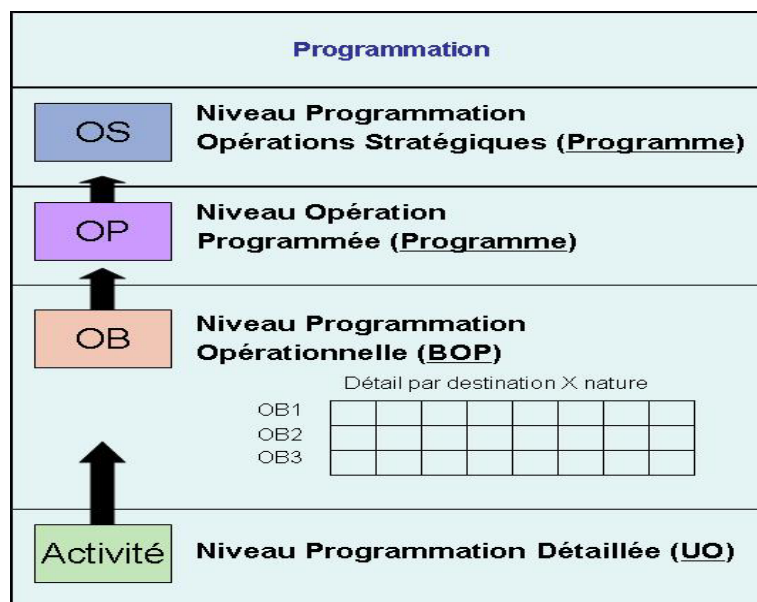 Programmation
OS
Niveau Programmation
Opérations Stratégiques (Programme)
OP
Niveau Opération
Programmée (Programme)
OB
Niveau Programmation
Opérationnelle (BOP)
Détail par destination X nature
OB1
OB2
OB3
Activité
Niveau Programmation Détaillée (UO)